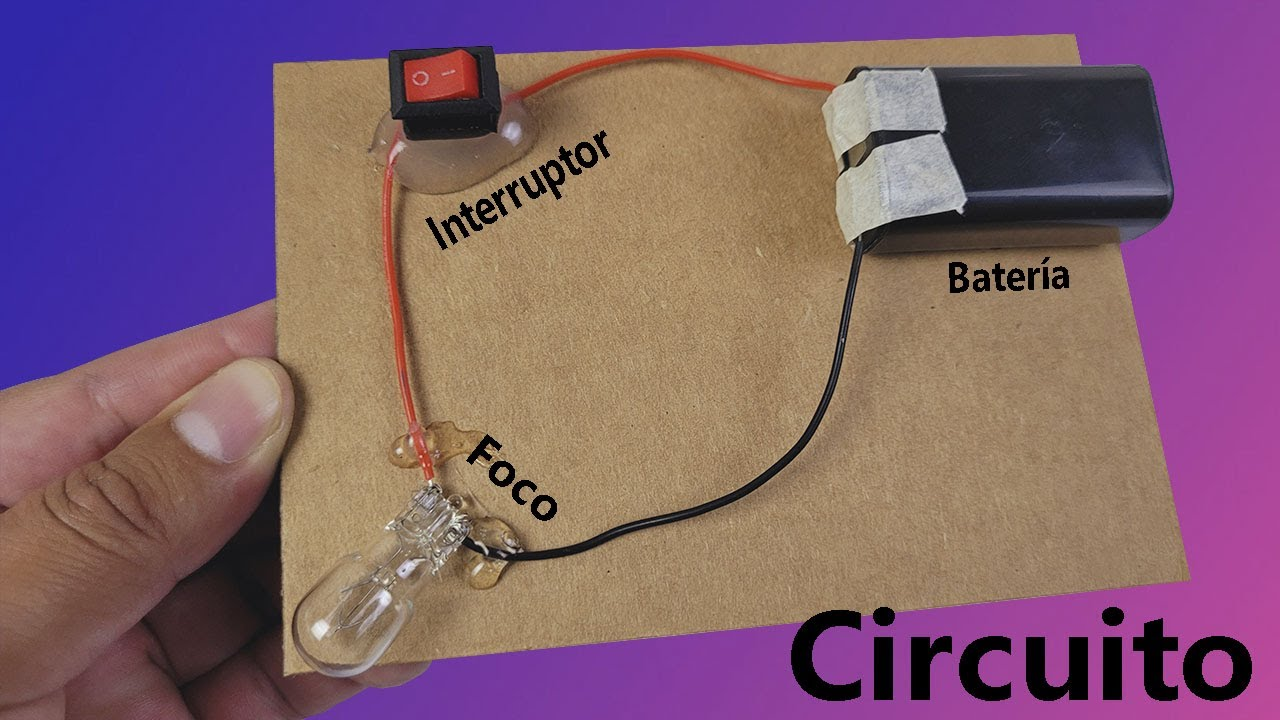 Interruptor
Batería
Foco
Circuito